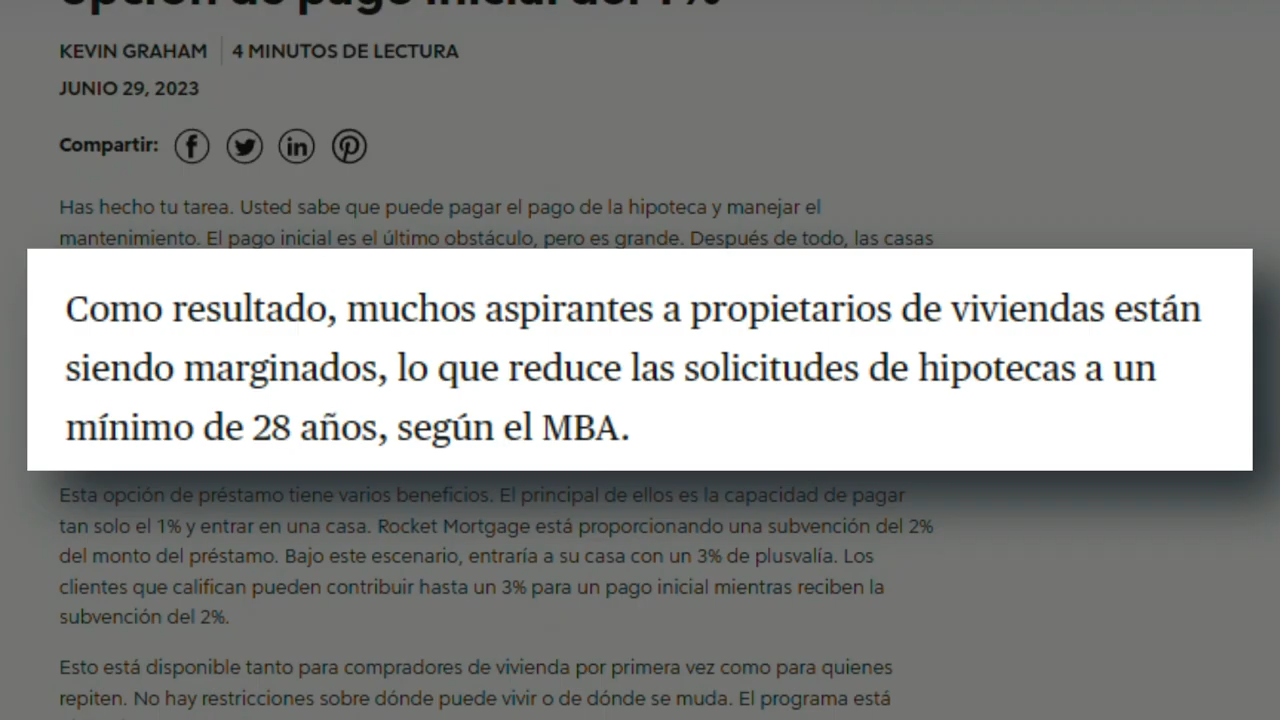 opción de pago inicial del 1%
KEVIN GRAHAM 4 MINUTOS DE LECTURA
JUNIO 29, 2023
Compartir:
Has hecho tu tarea. Usted sabe que puede pagar el pago de la hipoteca y manejar el
mantenimiento. El pago inicial es el último obstáculo, pero es grande. Después de todo, las casas
Como resultado, muchos aspirantes a propietarios de viviendas están
siendo marginados, lo que reduce las solicitudes de hipotecas a un
mínimo de 28 años, según el MBA.
Esta opción de préstamo tiene varios beneficios. El principal de ellos es la capacidad de pagar
tan solo el 1% y entrar en una casa. Rocket Mortgage está proporcionando una subvención del 2%
del monto del préstamo. Bajo este escenario, entraría a su casa con un 3% de plusvalía. Los
clientes que califican pueden contribuir hasta un 3% para un pago inicial mientras reciben la
subvención del 2%.
Esto está disponible tanto para compradores de vivienda por primera vez como para quienes
repiten. No hay restricciones sobre dónde puede vivir o de dónde se muda. El programa está